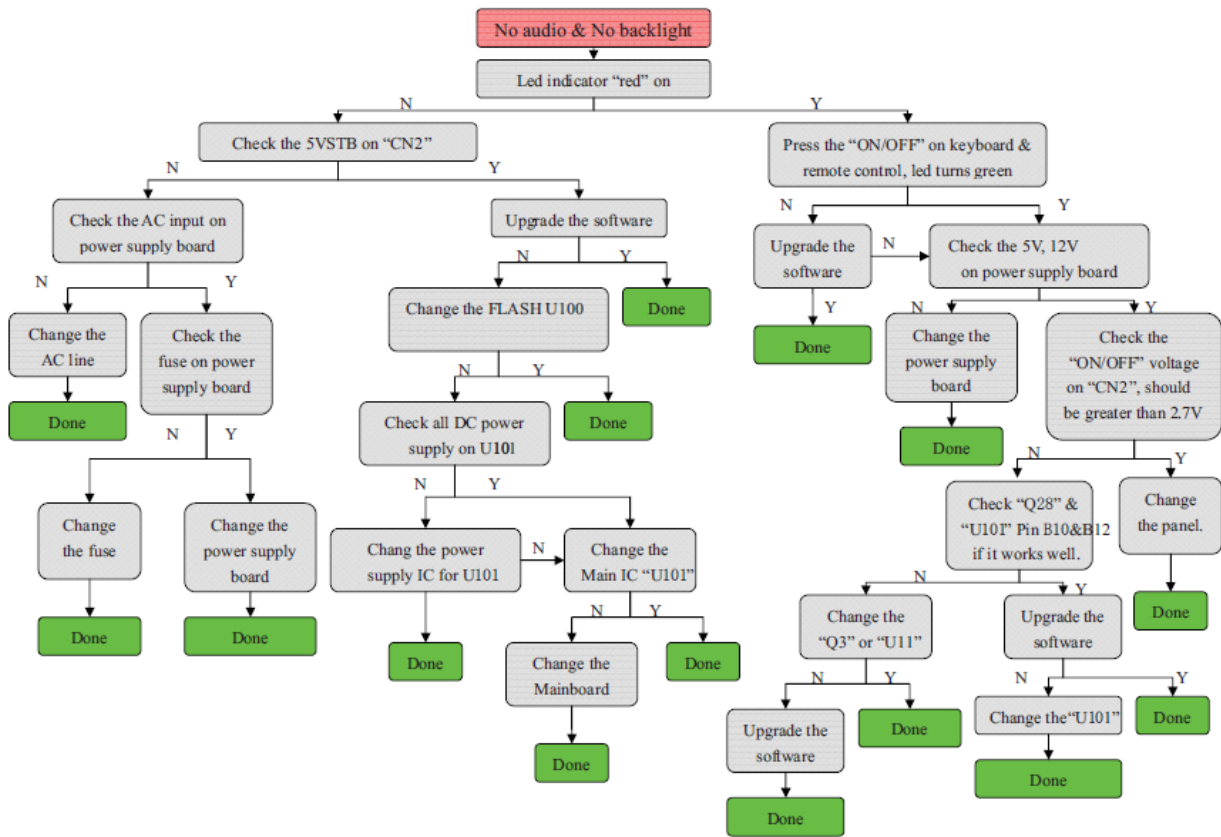 No audio & No backlight
Led indicator “red” on
N
Y
Check the 5VSTB on “CN2”
Press the “ON/OFF” on keyboard &
remote control, led turns green
N
Y
N
Y
Check the AC input on
power supply board
Upgrade the software
Upgrade the
software
N
Check the 5V, 12V
on power supply board
N
Y
N
Y
Y
N
Y
Change the
AC line
Check the
fuse on power
supply board
Change the FLASH U100
Done
Done
Change the
power supply
board
Check the
“ON/OFF” voltage
on “CN2”, should
be greater than 2.7V
Done
N
Y
Done
N
Y
Check all DC power
supply on U101
Done
Done
N
Y
N
Y
Change
the fuse
Change the
power supply
board
Chang the power
supply IC for U101
N
Change the
Main IC “U101”
Check “Q28” &
“U101” Pin B10&B12
if it works well.
Change
the panel.
Done
Done
Done
N
Y
N
Y
Done
Change the
Mainboard
Done
Change the
“Q3” or “U11”
Upgrade the
software
Done
N
Y
N
Y
Upgrade the
software
Done
Change the“U101”
Done
Done
Done